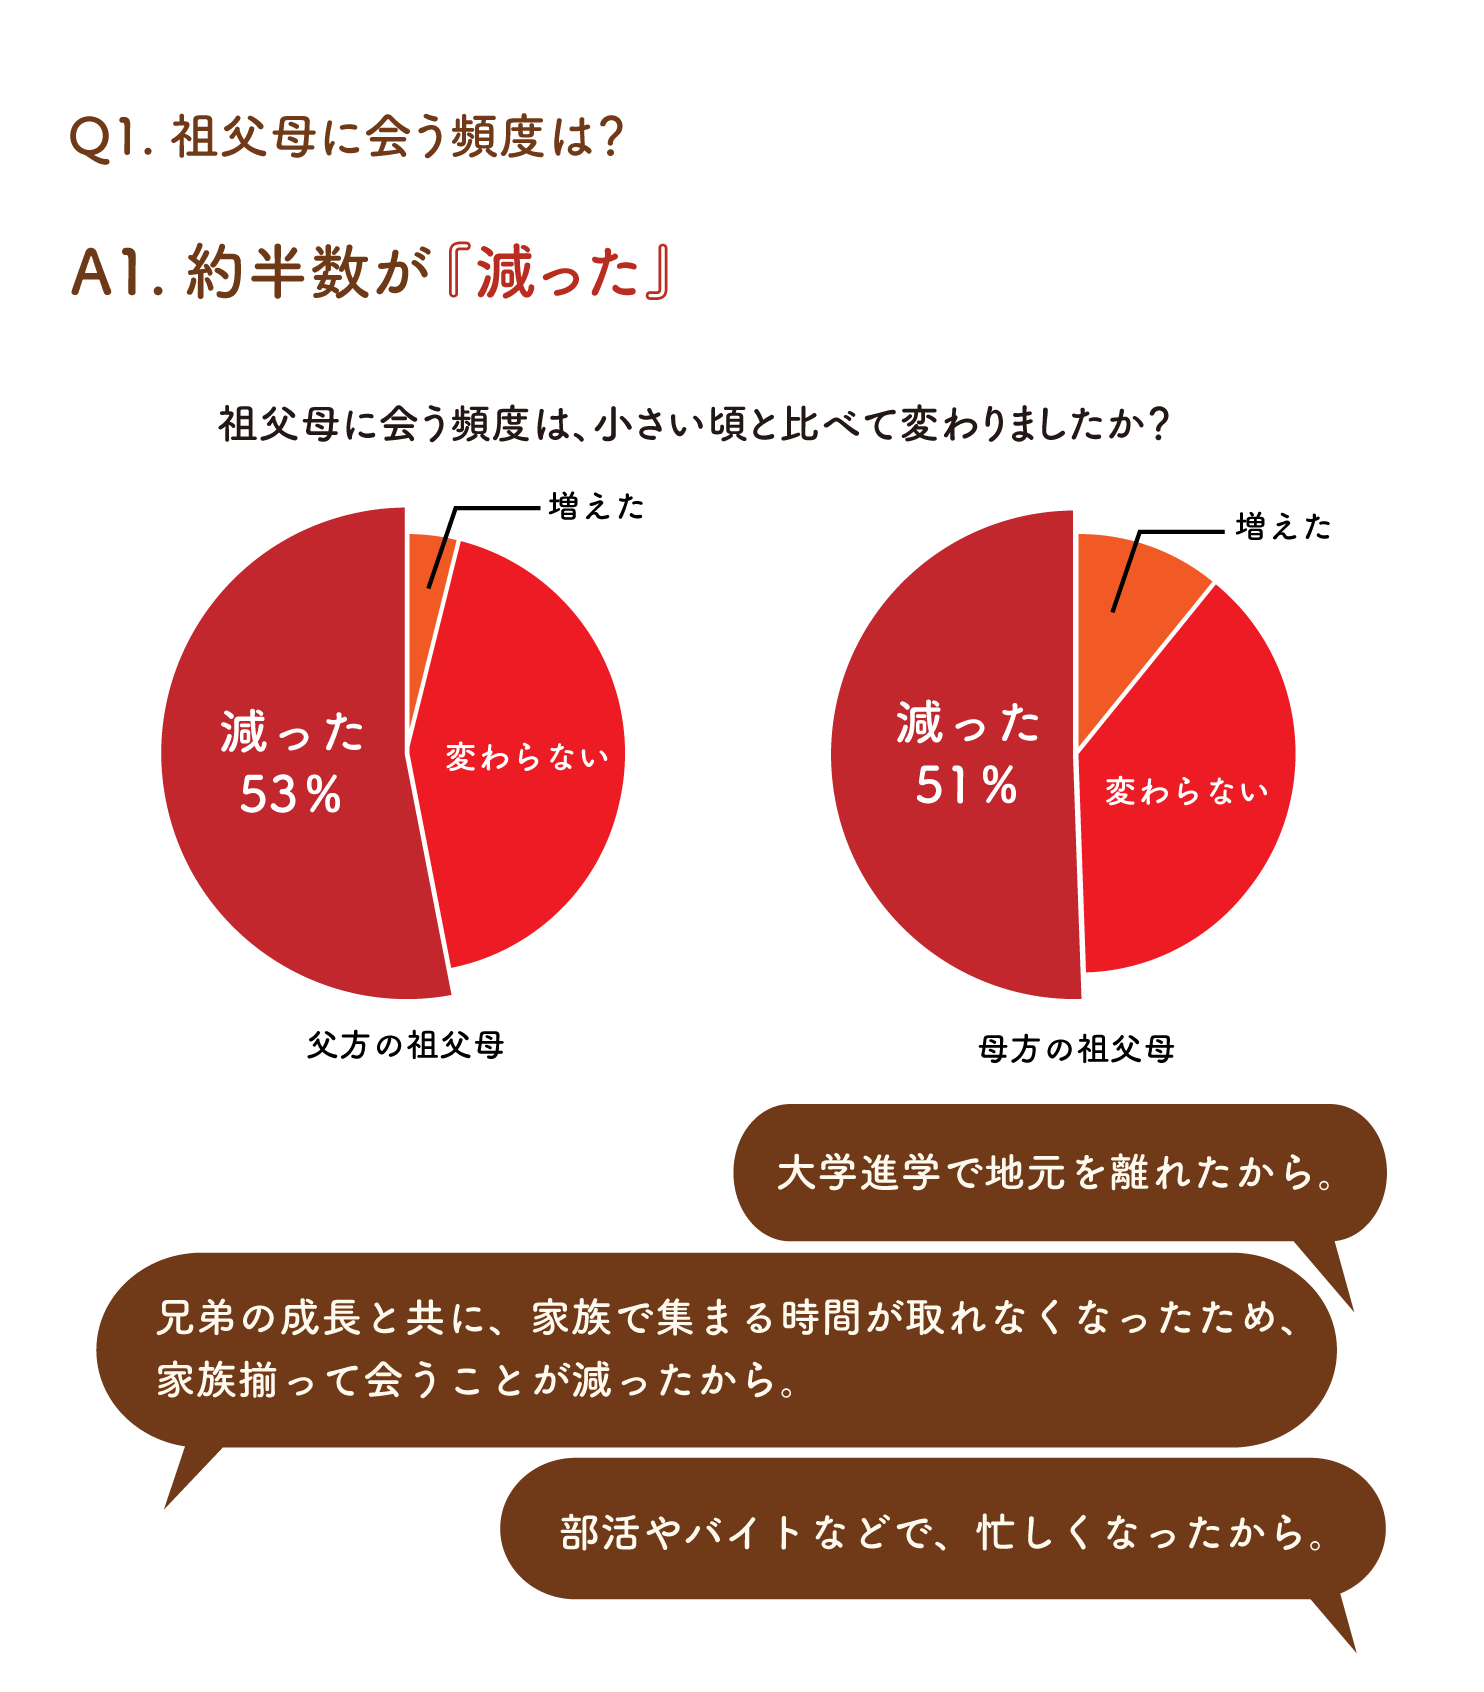 Q1. 祖父母に会う頻度は？
A1. 約半数が『減った』
祖父母に会う頻度は、小さい頃と比べて変わりましたか？
増えた
減った
53％
変わらない
父方の祖父母
増えた
減った
51％
変わらない
母方の祖父母
大学進学で地元を離れたから。
兄弟の成長と共に、家族で集まる時間が取れなくなったため、
家族揃って会うことが減ったから。
部活やバイトなどで、忙しくなったから。